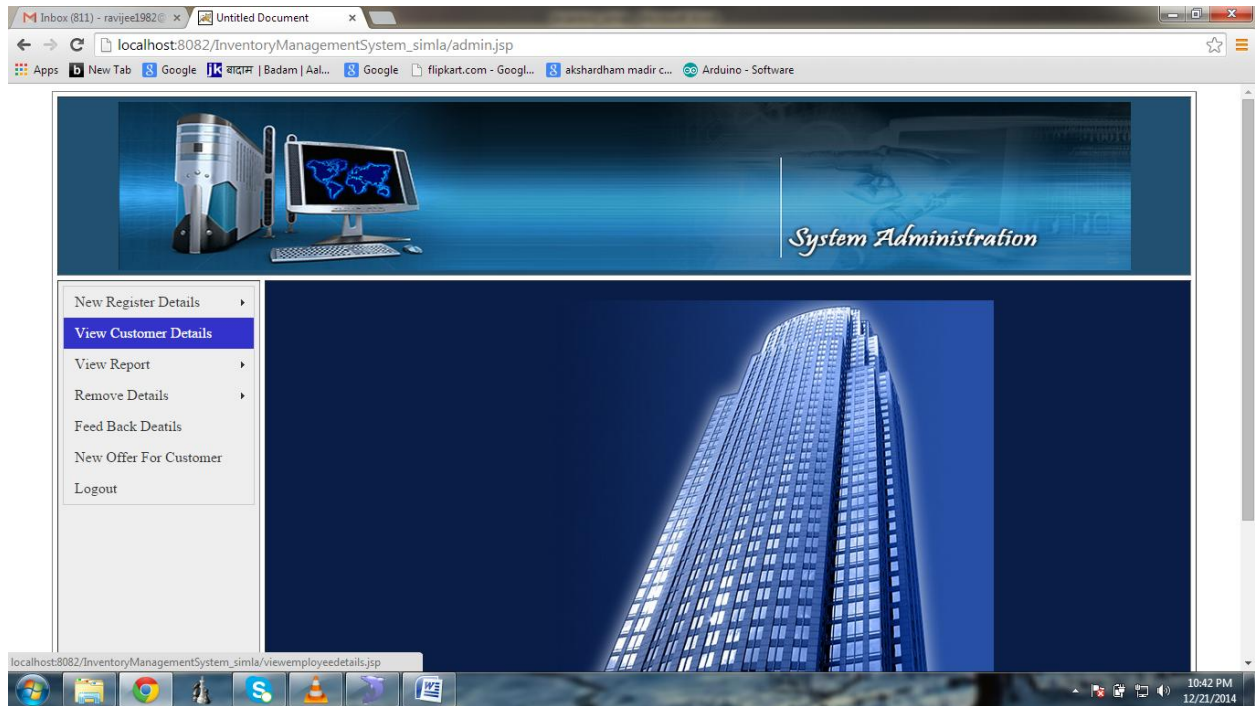 Inbox (811) - ravijee1982@
Untitled Document
localhost:8082/InventoryManagementSystem_simla/admin.jsp
Apps New Tab Google बादाम | Badam | Aal... Google flipkart.com - Googl... akshardham madir c... Arduino - Software
System Administration
New Register Details
View Customer Details
View Report
Remove Details
Feed Back Deatils
New Offer For Customer
Logout
localhost:8082/InventoryManagementSystem_simla/viewemployeedetails.jsp
10:42 PM
12/21/2014